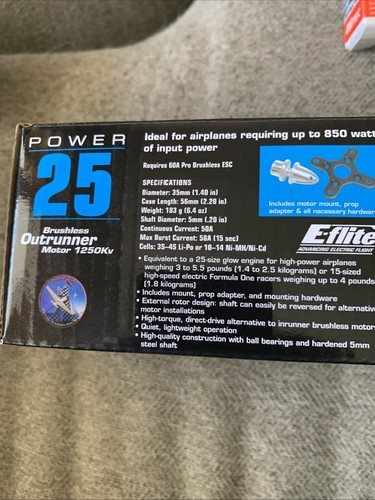 POWER
25
Brushless
Outrunner
Motor 1250Kv
Ideal for airplanes requiring up to 850 watt
of input power
Requires 60A Pro Brushless ESC
SPECIFICATIONS
Diameter: 35mm (1.40 in)
Case Length: 56mm (2.20 in)
Weight: 183 g (6.4 oz)
Shaft Diameter: 5mm (.20 in)
Continuous Current: 50A
Max Burst Current: 58A (15 sec)
Cells: 3S-4S Li-Po or 10-14 Ni-MH/Ni-Cd
Includes motor mount, prop
adapter & all necessary hardware
E-flite
ADVANCING ELECTRIC FLIGHT
• Equivalent to a 25-size glow engine for high-power airplanes
weighing 3 to 5.5 pounds (1.4 to 2.5 kilograms) or 15-sized
high-speed electric Formula One racers weighing up to 4 pounds
(1.8 kilograms)
• Includes mount, prop adapter, and mounting hardware
• External rotor design: shaft can easily be reversed for alternative
motor installations
• High-torque, direct-drive alternative to inrunner brushless motors
• Quiet, lightweight operation
• High-quality construction with ball bearings and hardened 5mm
steel shaft